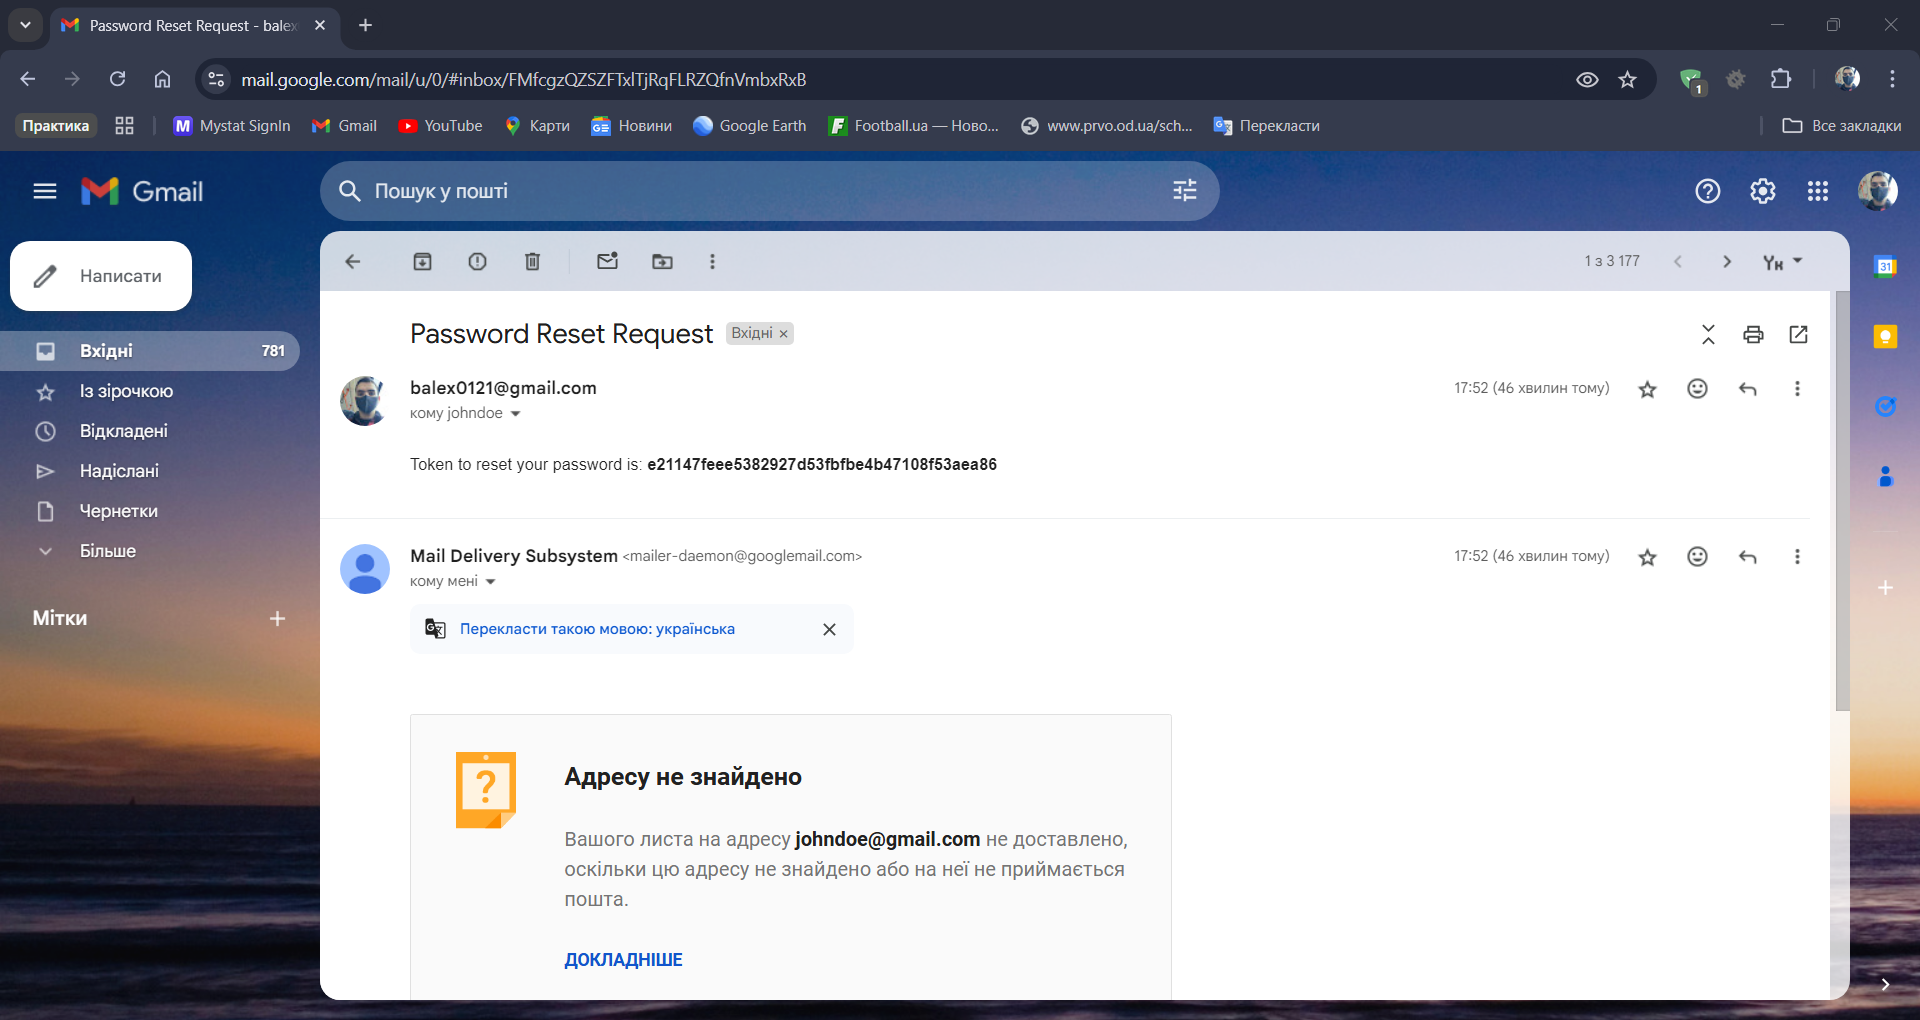 Password Reset Request - balex
mail.google.com/mail/u/0/#inbox/FMfcgzQZSZFTxlTjRqFLRZQfnVmbxRxB
1
Практика
M Mystat SignIn
Gmail
YouTube
Карти
Новини
Google Earth
Football.ua — Ново...
www.prvo.od.ua/sch...
Перекласти
Все закладки
Gmail
Пошук у пошті
Написати
1 з 3 177
Ук
31
Вхідні 781
Із зірочкою
Відкладені
Надіслані
Чернетки
Більше
Мітки
Password Reset Request
Вхідні ×
balex0121@gmail.com
17:52 (46 хвилин тому)
кому johndoe
Token to reset your password is: e21147feee5382927d53fbfbe4b47108f53aea86
Mail Delivery Subsystem <mailer-daemon@googlemail.com>
17:52 (46 хвилин тому)
кому мені
Перекласти такою мовою: українська
Адресу не знайдено
Вашого листа на адресу johndoe@gmail.com не доставлено,
оскільки цю адресу не знайдено або на неї не приймається
пошта.
ДОКЛАДНІШЕ